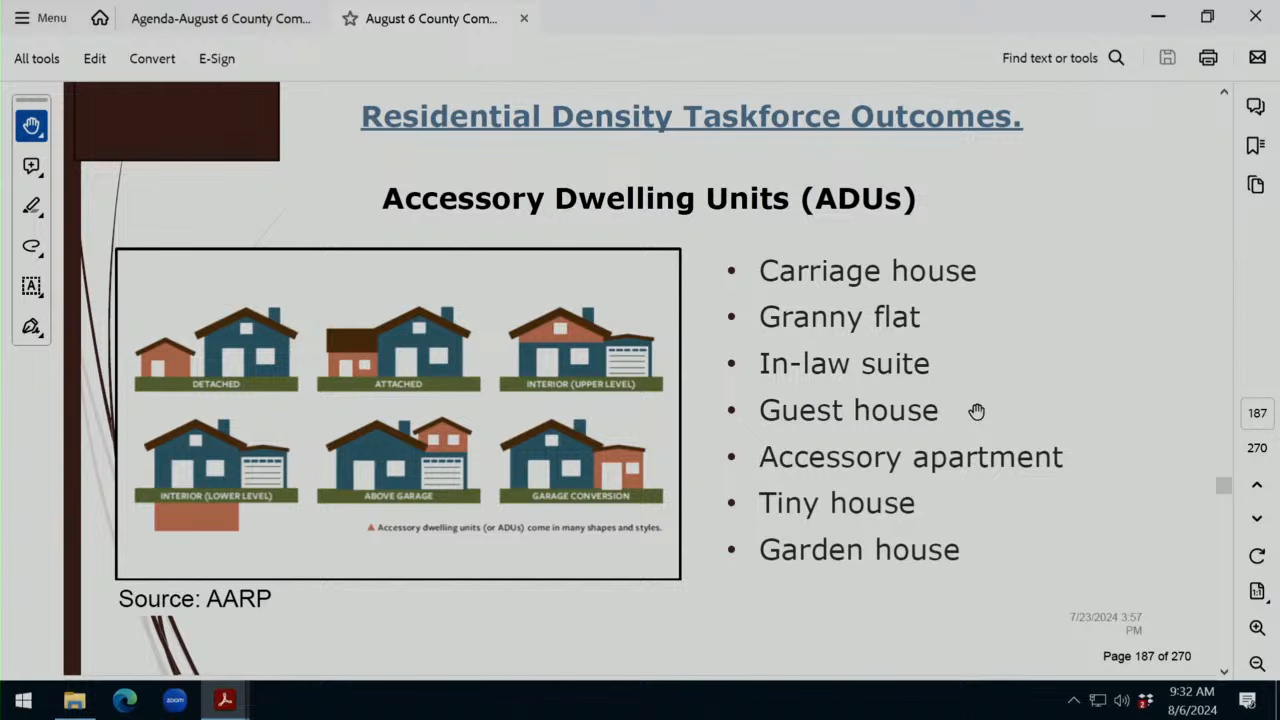 Menu
Agenda-August 6 County Com...
August 6 County Com...
All tools
Edit
Convert
E-Sign
Find text or tools
Residential Density Taskforce Outcomes.
Accessory Dwelling Units (ADUs)
DETACHED
ATTACHED
INTERIOR (UPPER LEVEL)
INTERIOR (LOWER LEVEL)
ABOVE GARAGE
GARAGE CONVERSION
▲ Accessory dwelling units (or ADUs) come in many shapes and styles.
Source: AARP
• Carriage house
• Granny flat
• In-law suite
• Guest house
• Accessory apartment
• Tiny house
• Garden house
7/23/2024 3:57
PM
Page 187 of 270
187
270
1:1
zoom
2
9:32 AM
8/6/2024